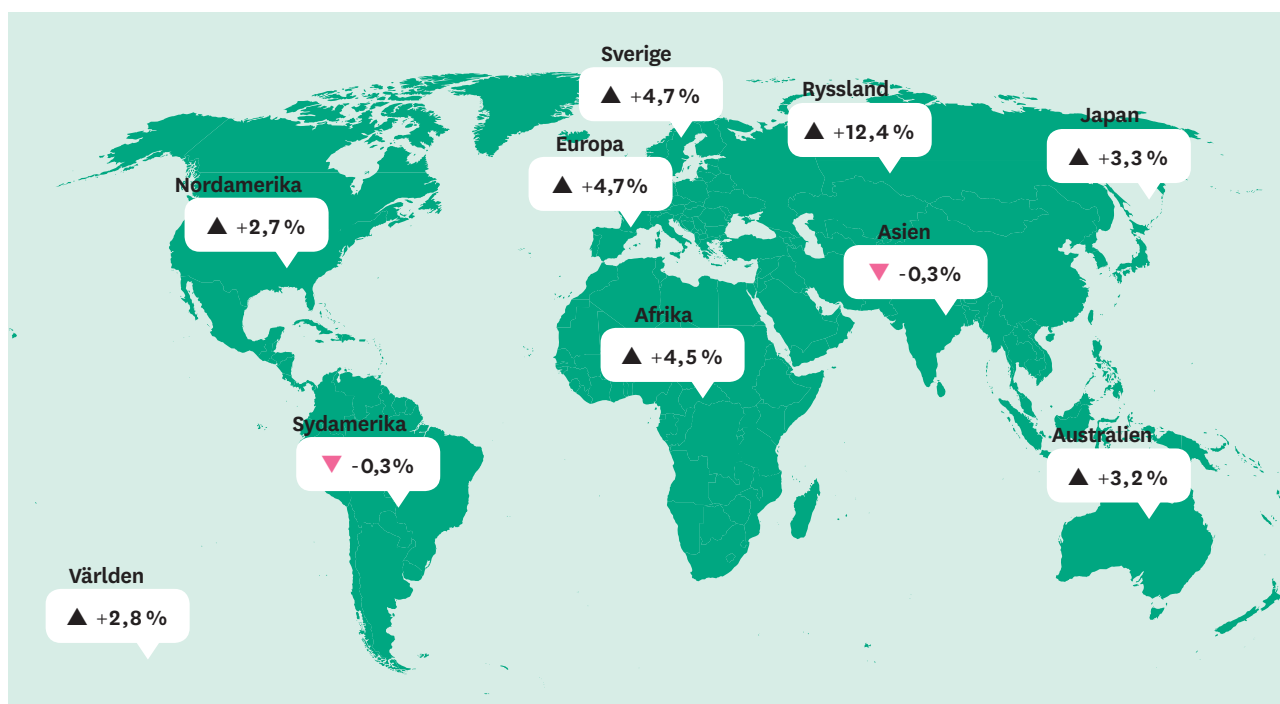 Sverige
▲ +4,7 %
Ryssland
▲ +12,4 %
Japan
▲ +3,3 %
Europa
▲ +4,7 %
Nordamerika
▲ +2,7 %
Asien
▼ -0,3%
Afrika
▲ +4,5 %
Sydamerika
▼ -0,3%
Australien
▲ +3,2 %
Världen
▲ +2,8 %